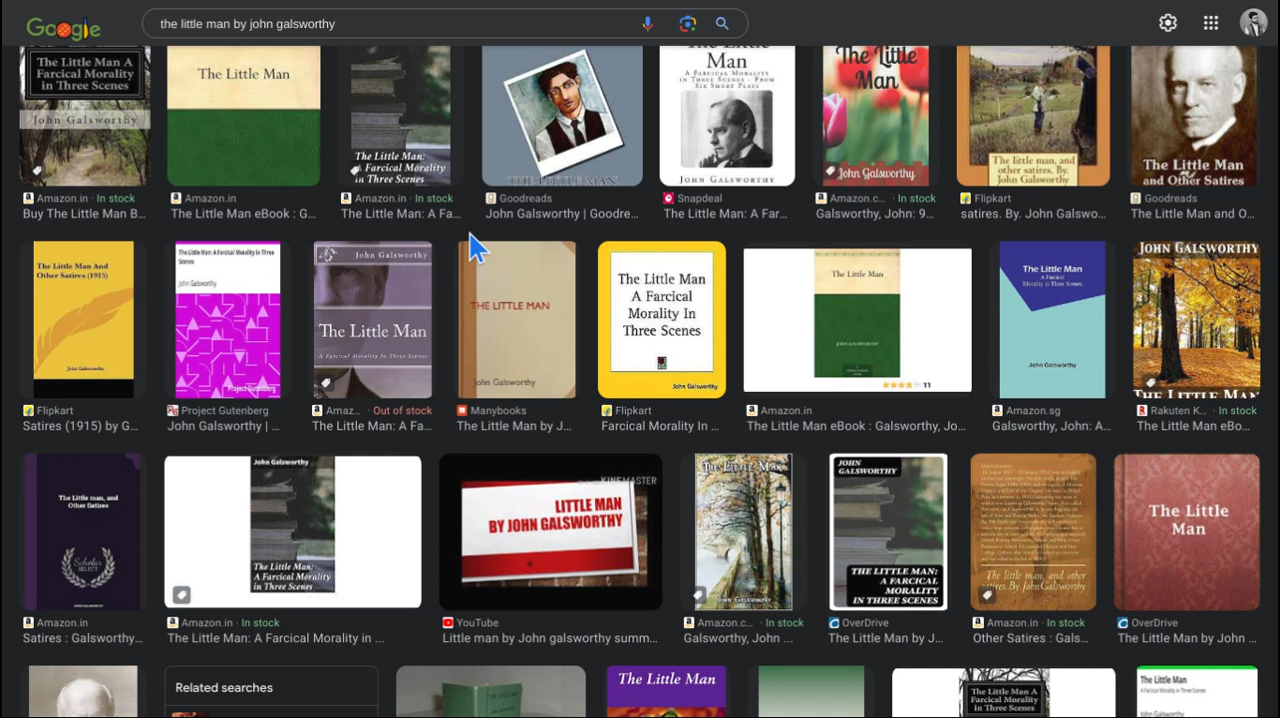 Google
the little man by john galsworthy
The Little Man A
Farcical Morality
in Three Scenes
John Galsworthy
Amazon.in · In stock
Buy The Little Man B...
The Little Man
Amazon.in
The Little Man eBook : G...
The Little Man:
A Farcical Morality
in Three Scenes
Amazon.in · In stock
The Little Man: A Fa...
THE LITTLE MAN
Goodreads
John Galsworthy | Goodre...
The Little
Man
A FARCICAL MORALITY
IN THREE SCENES - FROM
SIX SHORT PLAYS
JOHN GALSWORTHY
Snapdeal
The Little Man: A Far...
The Little
Man
John Galsworthy
Amazon.c... · In stock
Galsworthy, John: 9...
The little man, and
other satires. By.
John Galsworthy
Flipkart
satires. By. John Galswo...
The Little Man
and Other Satires
Goodreads
The Little Man and O...
The Little Man And
Other Satires (1915)
John Galsworthy
Flipkart
Satires (1915) by G...
The Little Man: A Farcical Morality in Three
Scenes
John Galsworthy
Project Gutenberg
Project Gutenberg
John Galsworthy | ...
John Galsworthy
The Little Man
A Farcical Morality In Three Scenes
Amaz... · Out of stock
The Little Man: A Fa...
THE LITTLE MAN
John Galsworthy
Manybooks
The Little Man by J...
The Little Man
A Farcical
Morality In
Three Scenes
John Galsworthy
Flipkart
Farcical Morality In ...
The Little Man
JOHN GALSWORTHY
11
Amazon.in
The Little Man eBook : Galsworthy, Jo...
The Little Man
A Farcical
Morality in Three Scenes
John Galsworthy
Amazon.sg
Galsworthy, John: A...
JOHN GALSWORTHY
THE LITTLE MAN
Rakuten K... · In stock
The Little Man eBo...
The Little man, and
Other Satires
Scholar
SELECT
Amazon.in
Satires : Galsworthy...
John Galsworthy
The Little Man:
A Farcical Morality
in Three Scenes
Amazon.in · In stock
The Little Man: A Farcical Morality in ...
KINEMASTER
LITTLE MAN
BY JOHN GALSWORTHY
YouTube
Little man by John galsworthy summ...
The Little Man
John Galsworthy
Amazon.c... · In stock
Galsworthy, John ...
JOHN
GALSWORTHY
THE LITTLE MAN:
A FARCICAL
MORALITY
IN THREE SCENES
OverDrive
The Little Man by J...
The little man, and other
satires. By. John Galsworthy
Amazon.in · In stock
Other Satires : Gals...
The Little
Man
OverDrive
The Little Man by John ...
Related searches
The Little Man
The Little Man A
Farcical Morality
in Three Scenes
The Little Man:
A Farcical Morality in Three Scenes
John Galsworthy